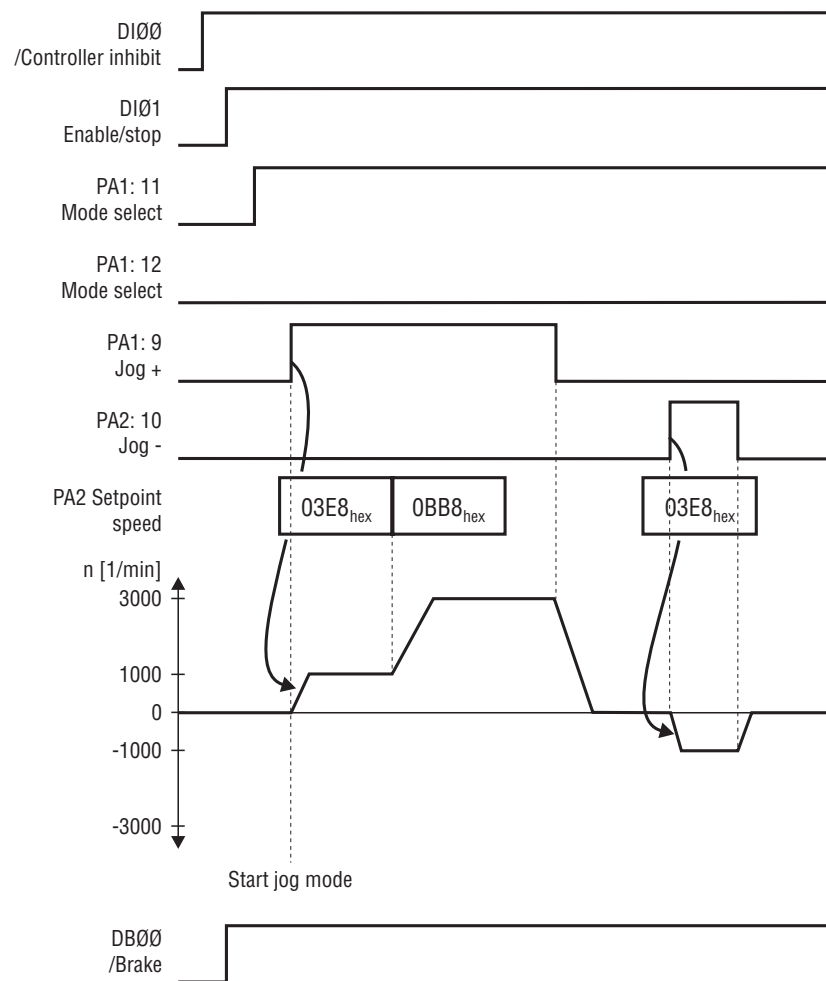 DIØØ
/Controller inhibit
DIØ1
Enable/stop
PA1: 11
Mode select
PA1: 12
Mode select
PA1: 9
Jog +
PA2: 10
Jog -
PA2 Setpoint
speed
03E8hex
0BB8hex
03E8hex
n [1/min]
3000
1000
0
-1000
-3000
Start jog mode
DBØØ
/Brake